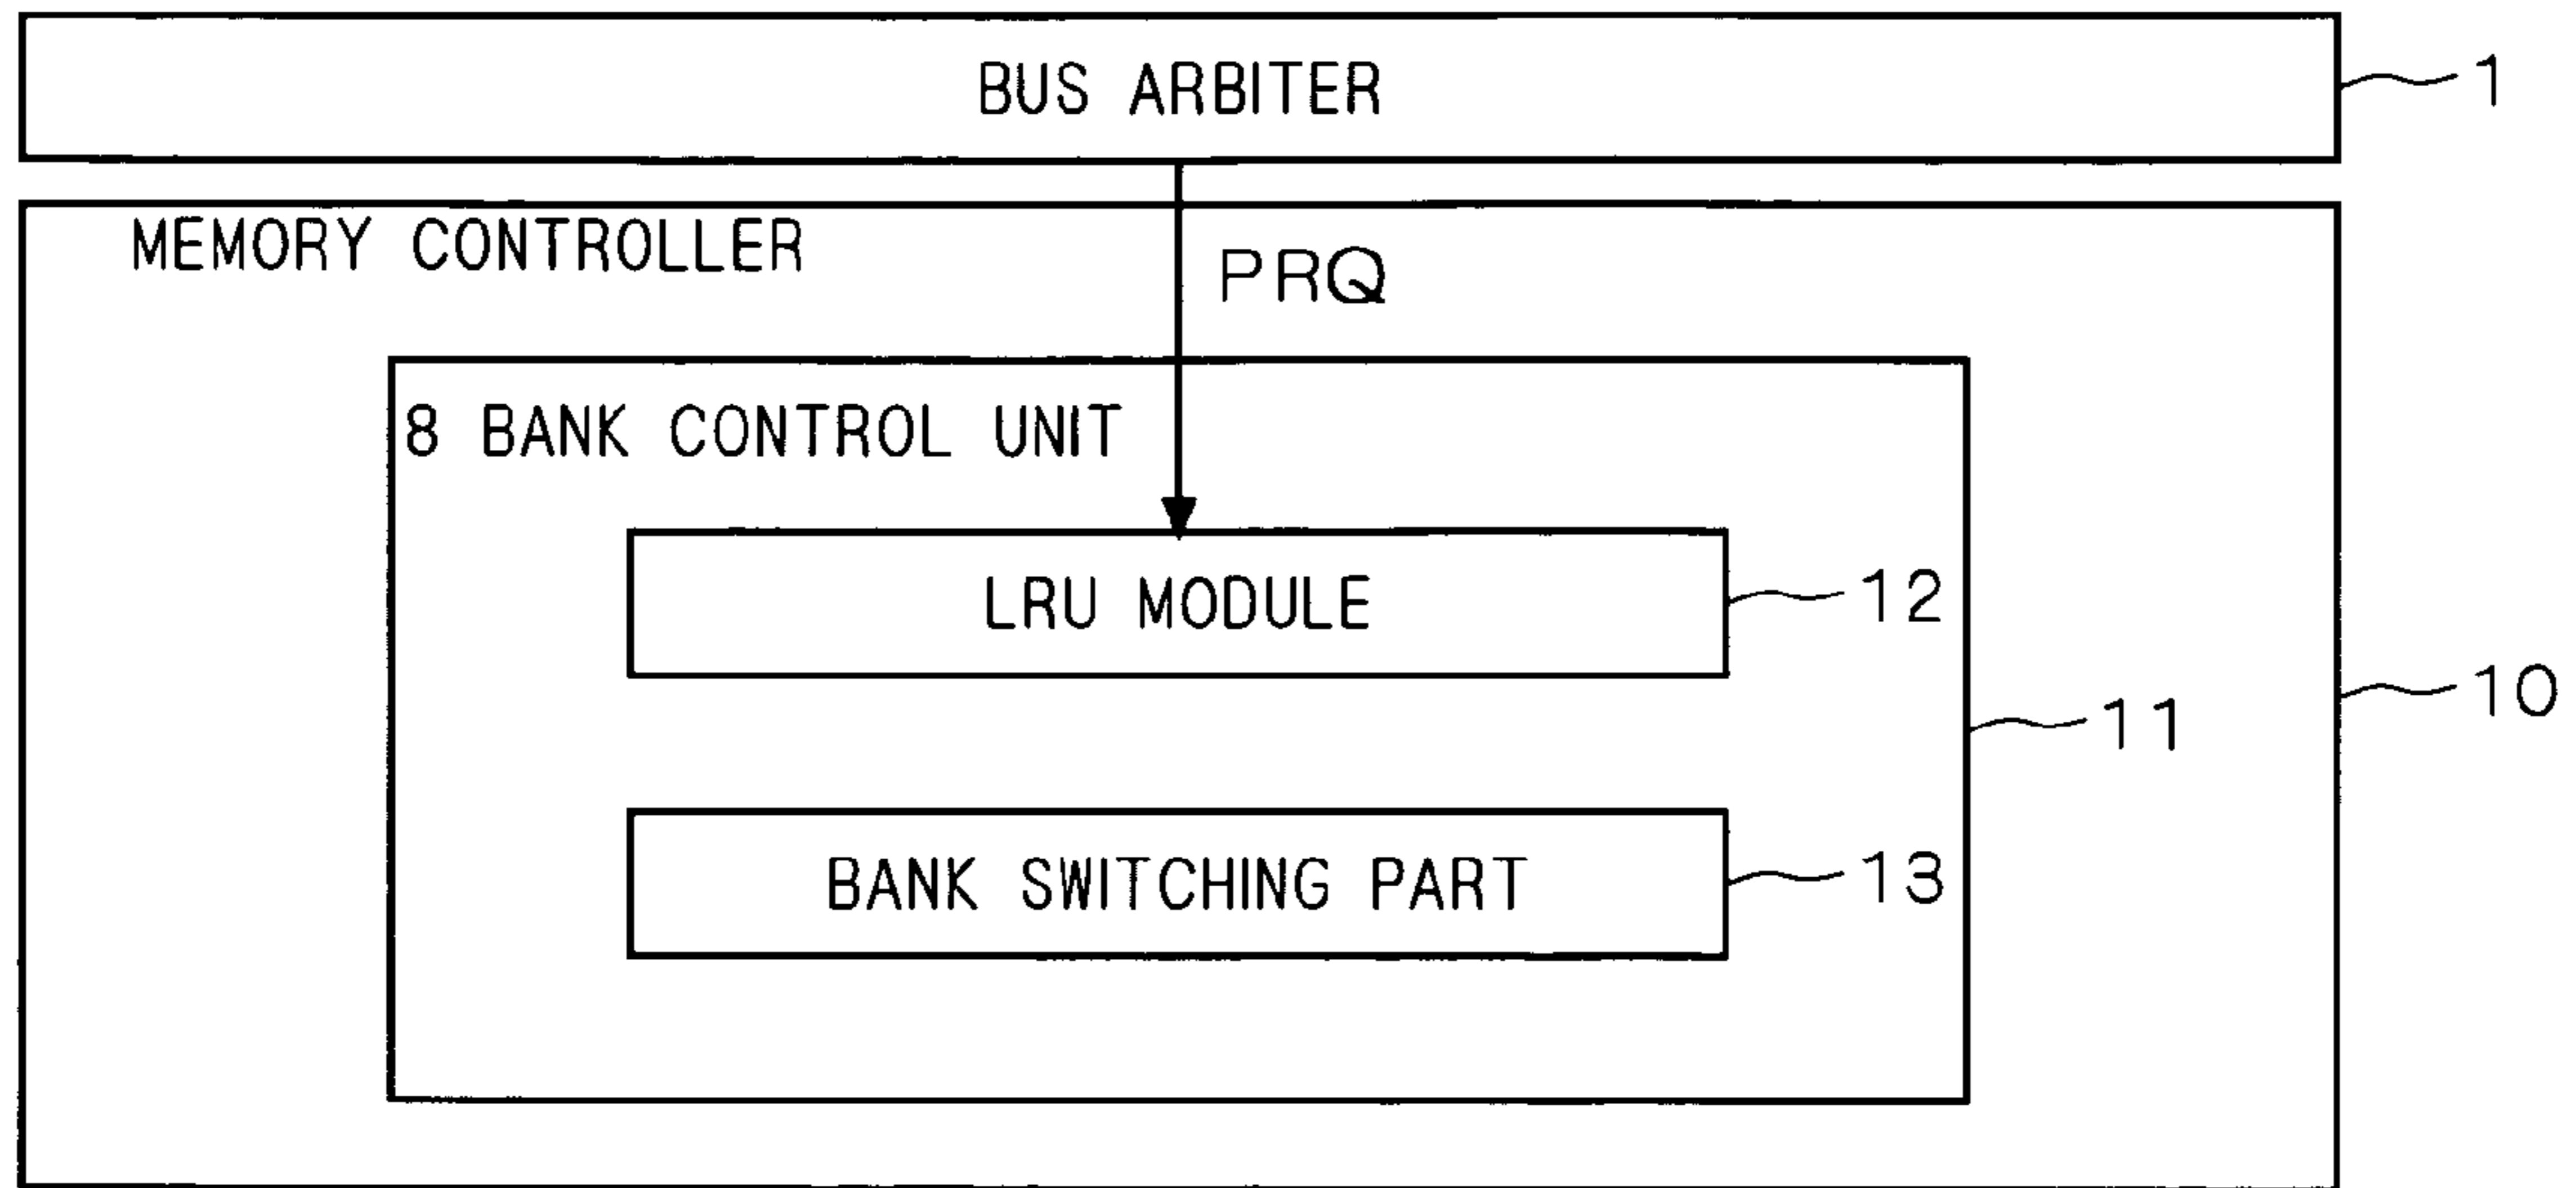 BUS ARBITER
1
MEMORY CONTROLLER
PRQ
8 BANK CONTROL UNIT
LRU MODULE
12
10
11
BANK SWITCHING PART
13